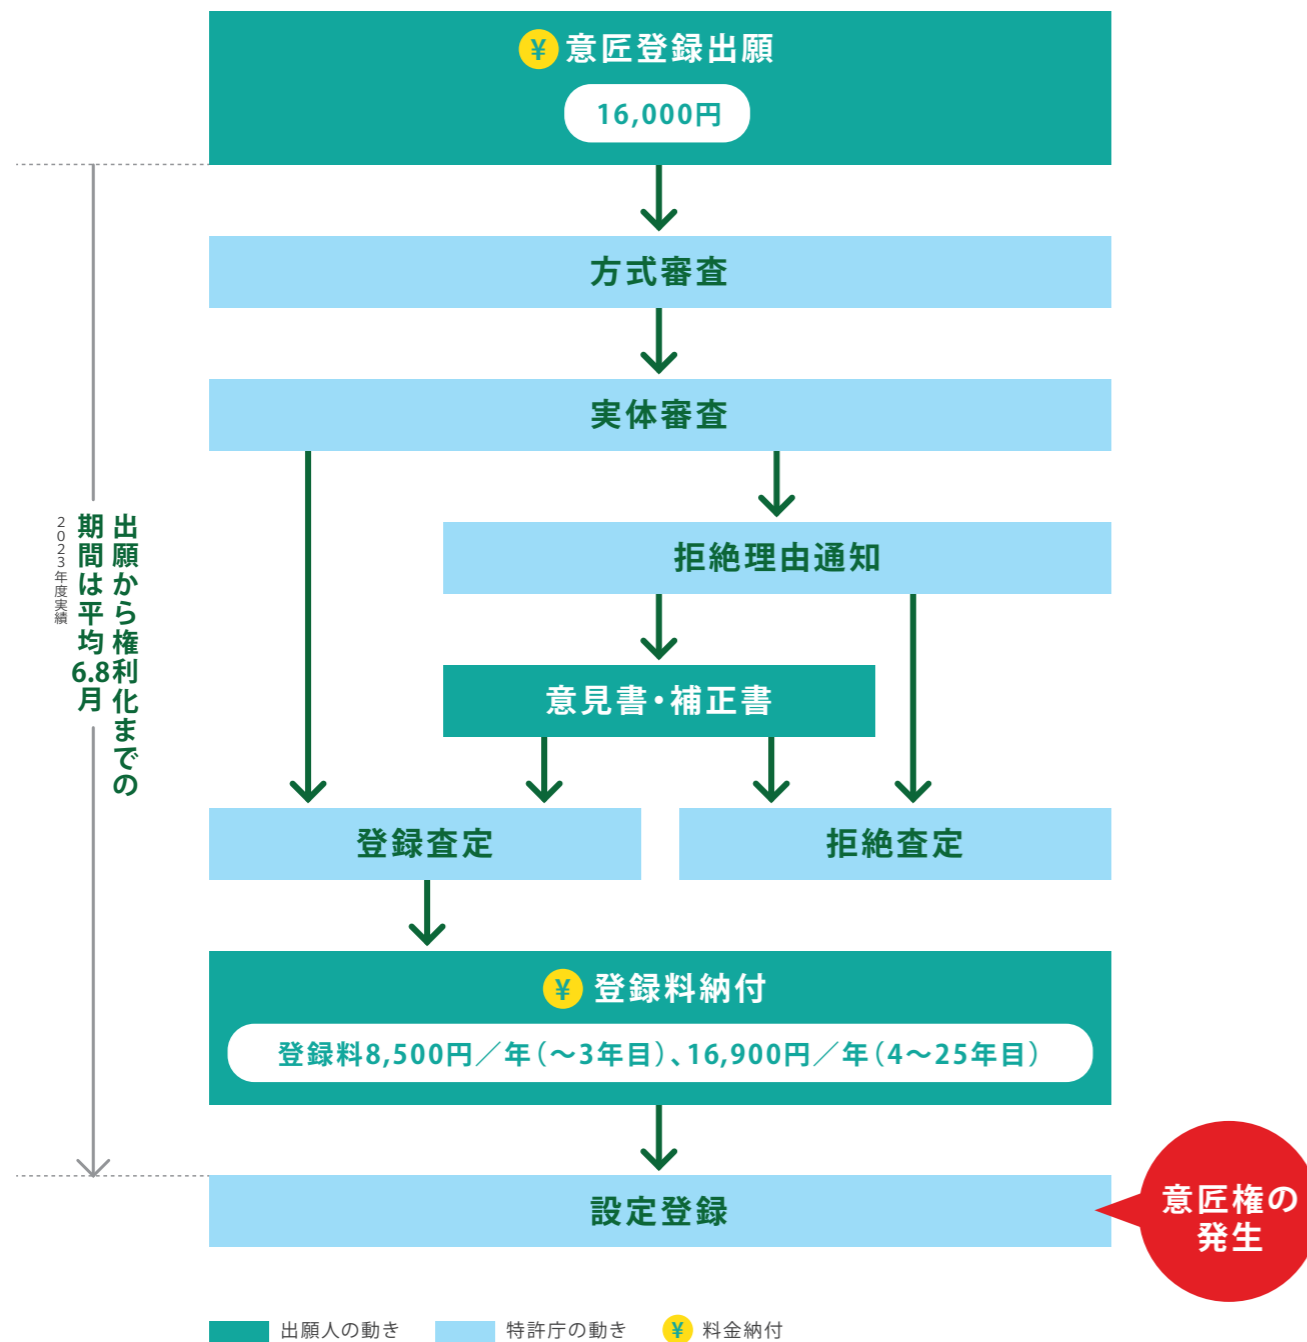 ¥ 意匠登録出願
16,000円
方式審査
実体審査
拒絶理由通知
意見書・補正書
登録査定
拒絶査定
¥ 登録料納付
登録料8,500円／年（～3年目）、16,900円／年（4～25年目）
設定登録
意匠権の
発生
出願から権利化までの
期間は平均6.8月
2023年度実績
出願人の動き
特許庁の動き
¥ 料金納付